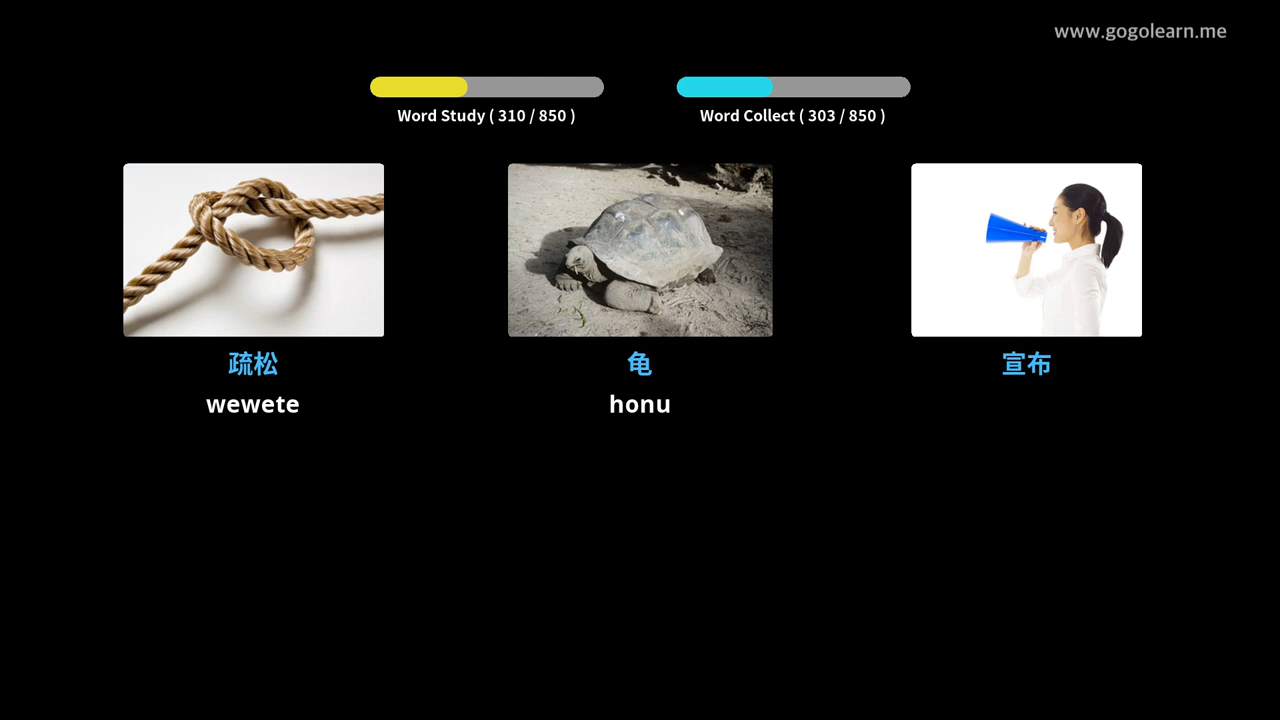 www.gogolearn.me
Word Study ( 310 / 850 )
Word Collect ( 303 / 850 )
疏松
龟
宣布
wewete
honu